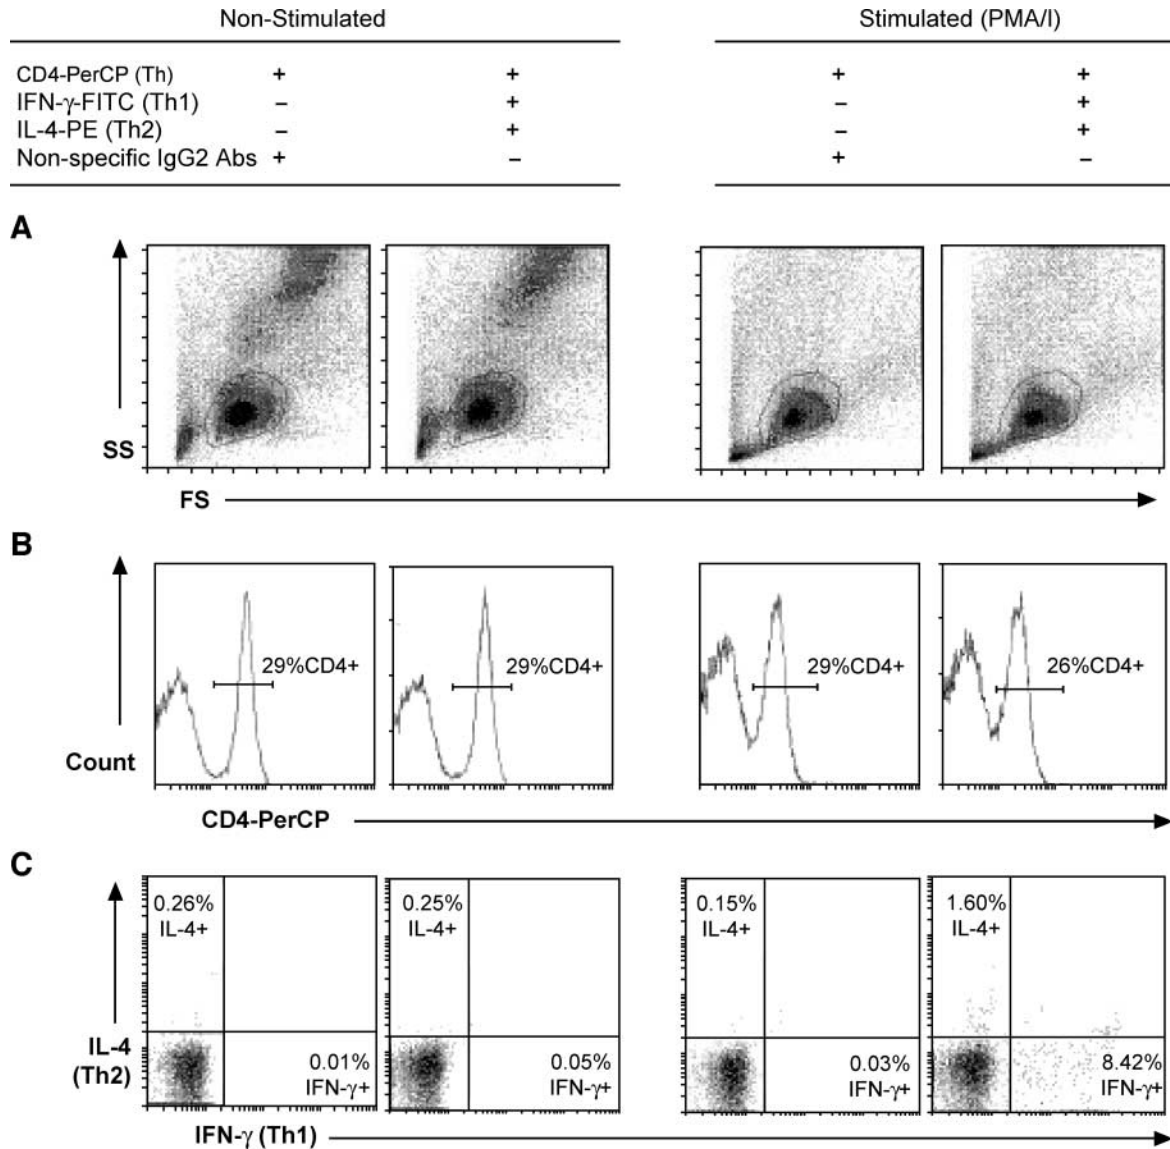 Non-Stimulated Stimulated (PMA/I)
CD4-PerCP (Th) + + + +
IFN-γ-FITC (Th1) – + – +
IL-4-PE (Th2) – + – +
Non-specific IgG2 Abs + – + –
A
SS
FS
B
29%CD4+ 29%CD4+ 29%CD4+ 26%CD4+
Count
CD4-PerCP
C
0.26% 0.25% 0.15% 1.60%
IL-4+ IL-4+ IL-4+ IL-4+
IL-4
(Th2)
0.01% 0.05% 0.03% 8.42%
IFN-γ+ IFN-γ+ IFN-γ+ IFN-γ+
IFN-γ (Th1)